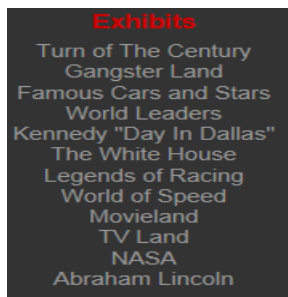 Exhibits
Turn of The Century
Gangster Land
Famous Cars and Stars
World Leaders
Kennedy "Day In Dallas"
The White House
Legends of Racing
World of Speed
Movieland
TV Land
NASA
Abraham Lincoln